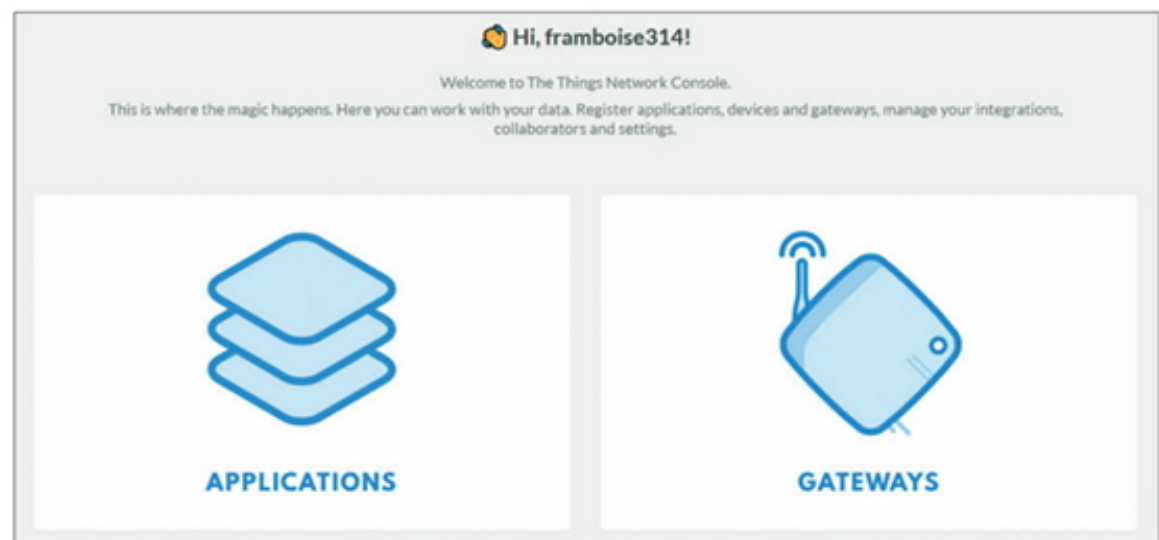 Hi, framboise314!
Welcome to The Things Network Console.
This is where the magic happens. Here you can work with your data. Register applications, devices and gateways, manage your integrations,
collaborators and settings.
APPLICATIONS
GATEWAYS